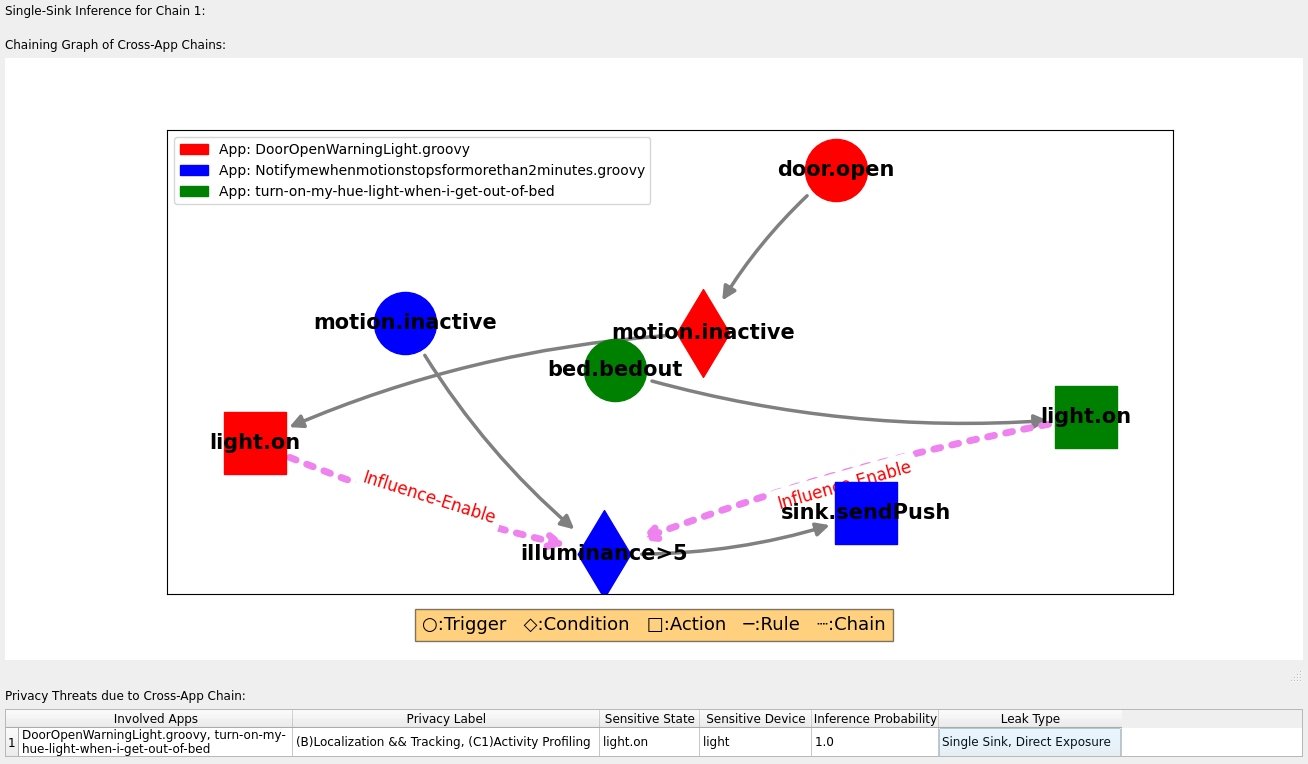 Single-Sink Inference for Chain 1:
Chaining Graph of Cross-App Chains:
App: DoorOpenWarningLight.groovy
App: Notifymewhenmotionstopsformorethan2minutes.groovy
App: turn-on-my-hue-light-when-i-get-out-of-bed
door.open
motion.inactive
motion.inactive
bed.bedout
light.on
light.on
Influence-Enable
Influence-Enable
sink.sendPush
illuminance>5
○:Trigger ◇:Condition □:Action ─:Rule ┈:Chain
Privacy Threats due to Cross-App Chain:
Involved Apps Privacy Label Sensitive State Sensitive Device Inference Probability Leak Type
1 DoorOpenWarningLight.groovy, turn-on-my-
hue-light-when-i-get-out-of-bed (B)Localization && Tracking, (C1)Activity Profiling light.on light 1.0 Single Sink, Direct Exposure